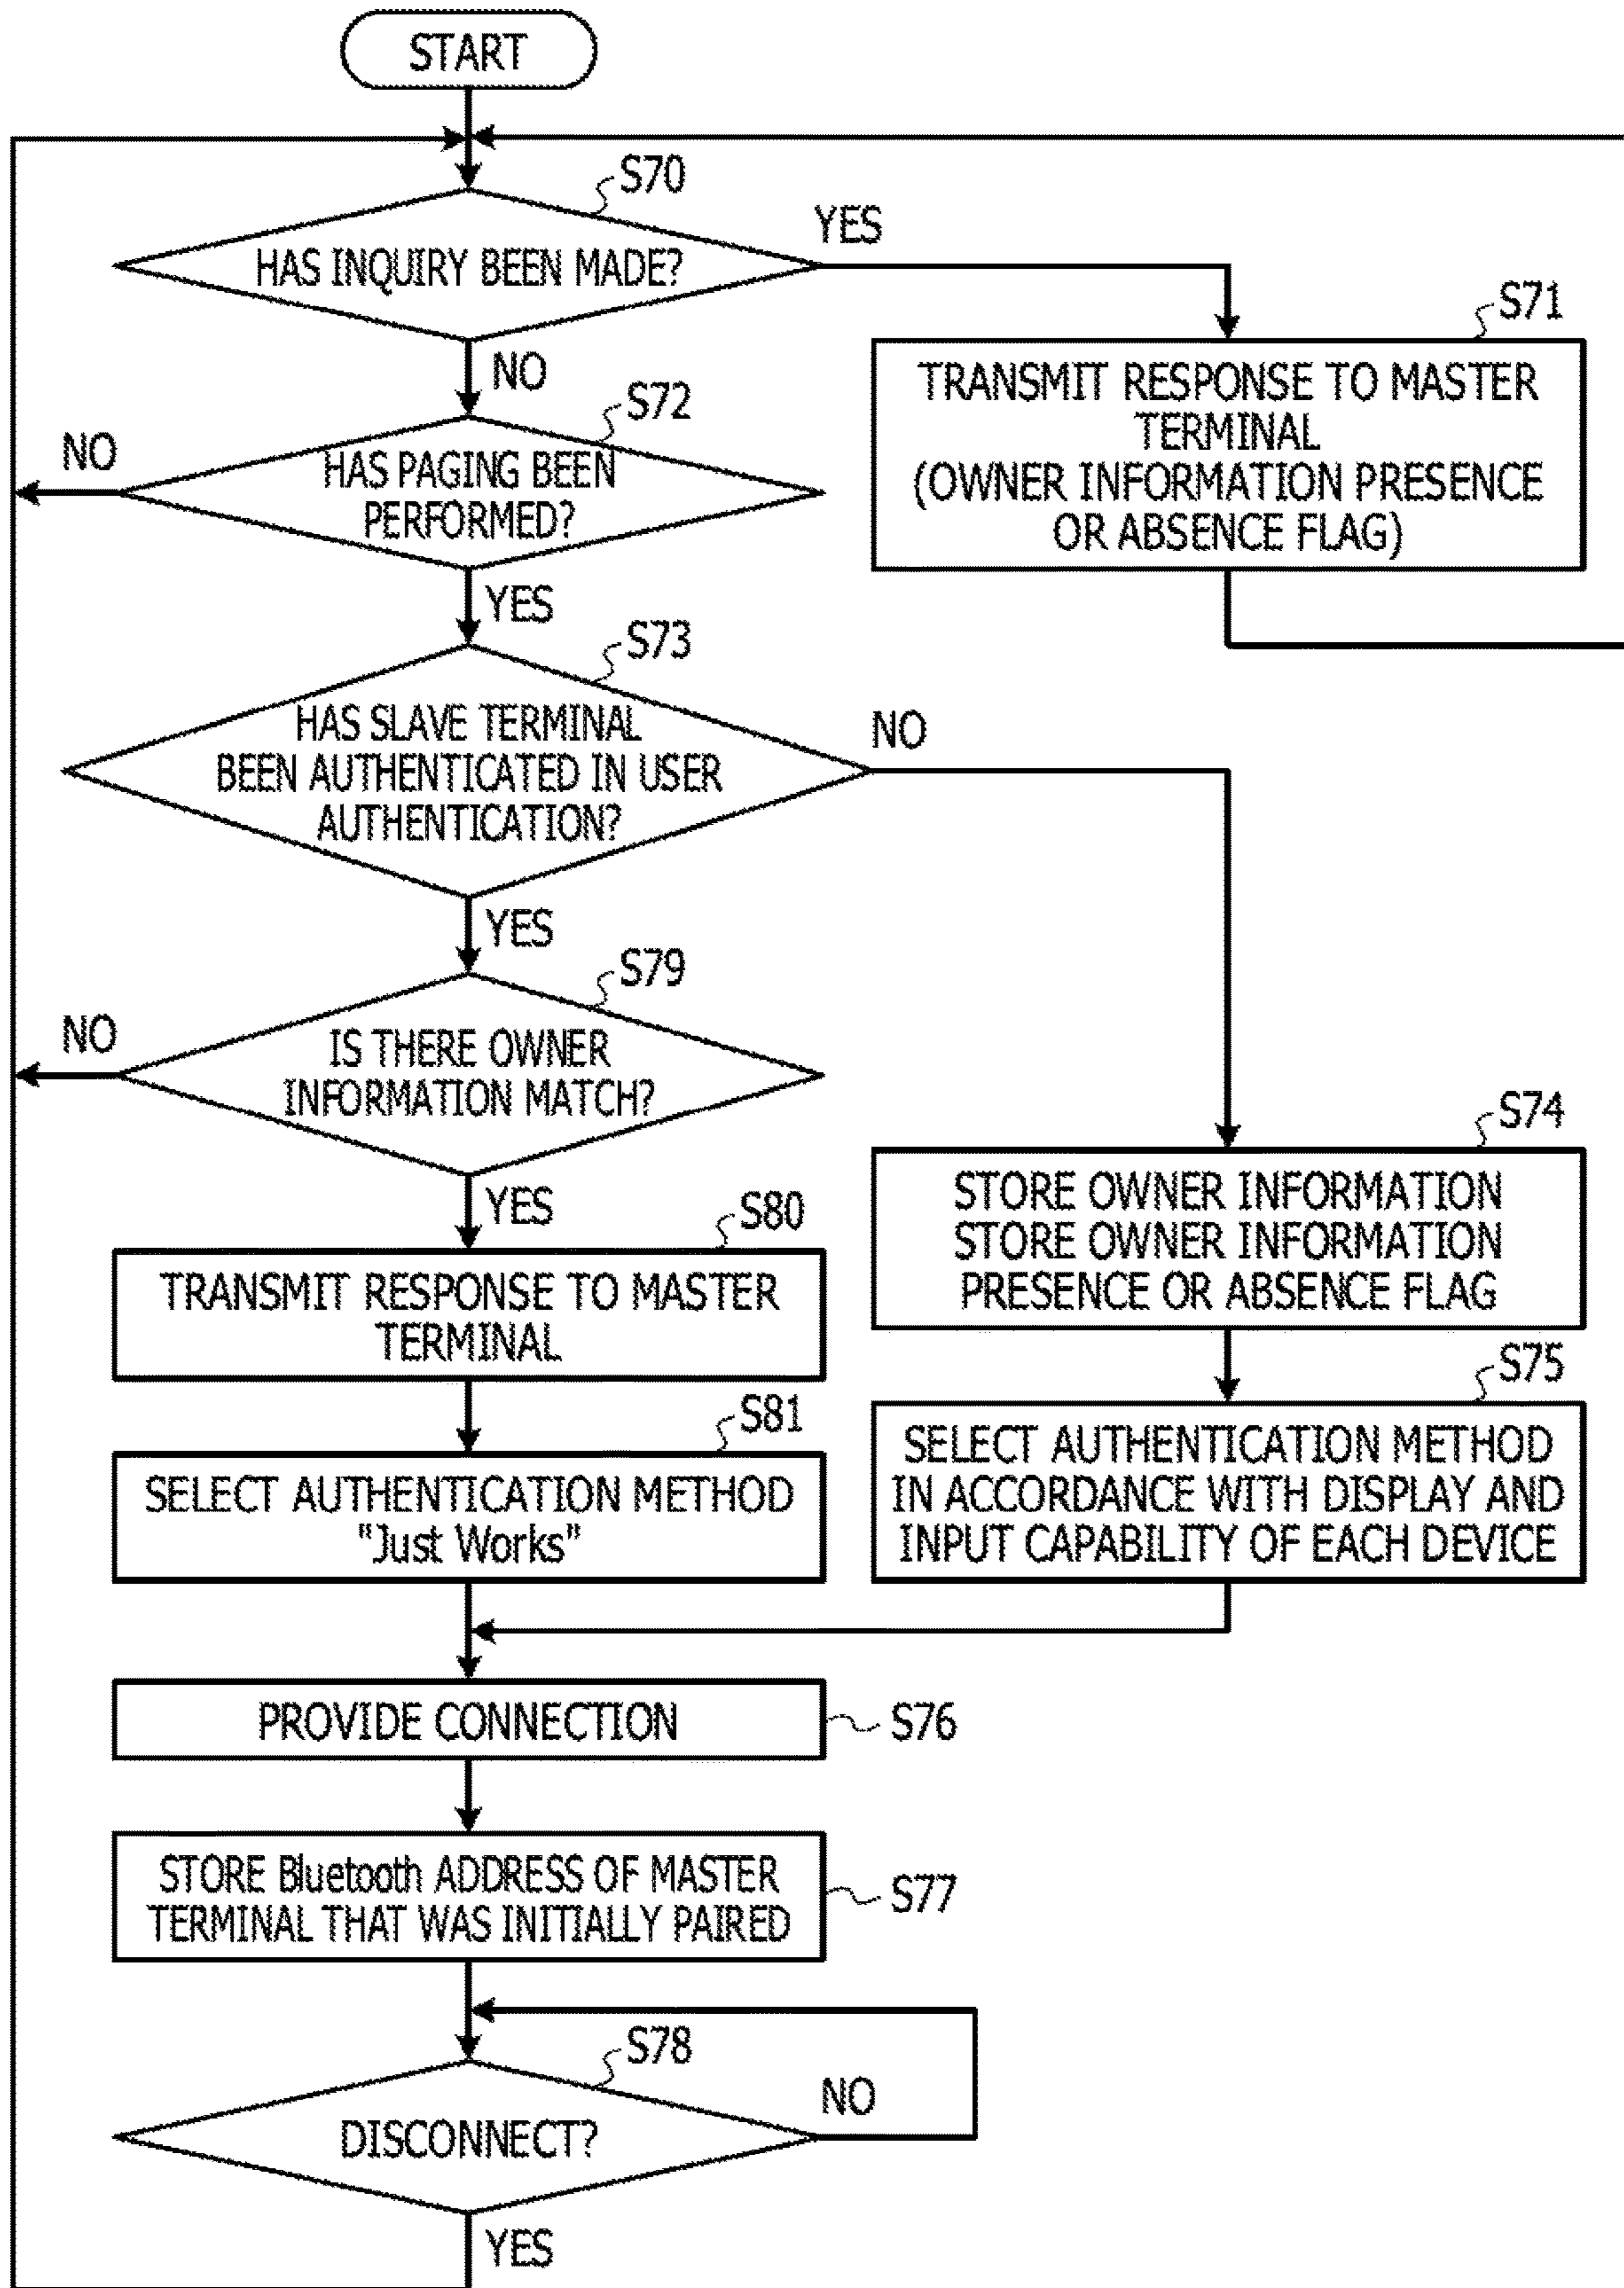 START
S70
HAS INQUIRY BEEN MADE?
YES
NO
S71
TRANSMIT RESPONSE TO MASTER
TERMINAL
(OWNER INFORMATION PRESENCE
OR ABSENCE FLAG)
S72
HAS PAGING BEEN
PERFORMED?
NO
YES
S73
HAS SLAVE TERMINAL
BEEN AUTHENTICATED IN USER
AUTHENTICATION?
NO
YES
S79
IS THERE OWNER
INFORMATION MATCH?
NO
YES
S74
STORE OWNER INFORMATION
STORE OWNER INFORMATION
PRESENCE OR ABSENCE FLAG
S80
TRANSMIT RESPONSE TO MASTER
TERMINAL
S75
SELECT AUTHENTICATION METHOD
IN ACCORDANCE WITH DISPLAY AND
INPUT CAPABILITY OF EACH DEVICE
S81
SELECT AUTHENTICATION METHOD
"Just Works"
PROVIDE CONNECTION
S76
STORE Bluetooth ADDRESS OF MASTER
TERMINAL THAT WAS INITIALLY PAIRED
S77
S78
DISCONNECT?
NO
YES